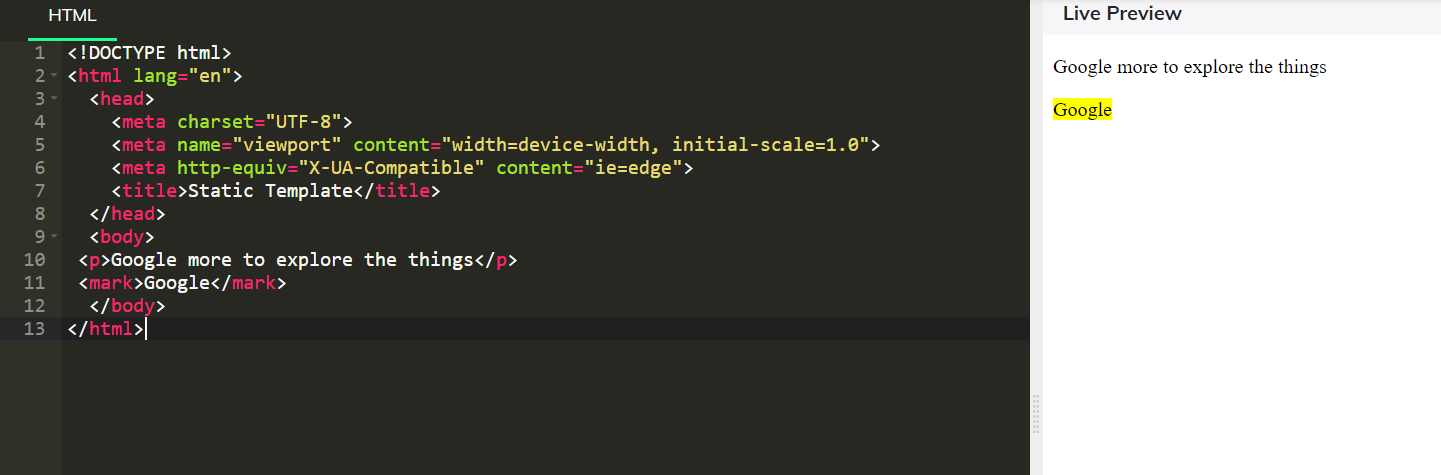 HTML
Live Preview
1 <!DOCTYPE html>
2 <html lang="en">
3 <head>
4 <meta charset="UTF-8">
5 <meta name="viewport" content="width=device-width, initial-scale=1.0">
6 <meta http-equiv="X-UA-Compatible" content="ie=edge">
7 <title>Static Template</title>
8 </head>
9 <body>
10 <p>Google more to explore the things</p>
11 <mark>Google</mark>
12 </body>
13 </html>
Google more to explore the things
Google